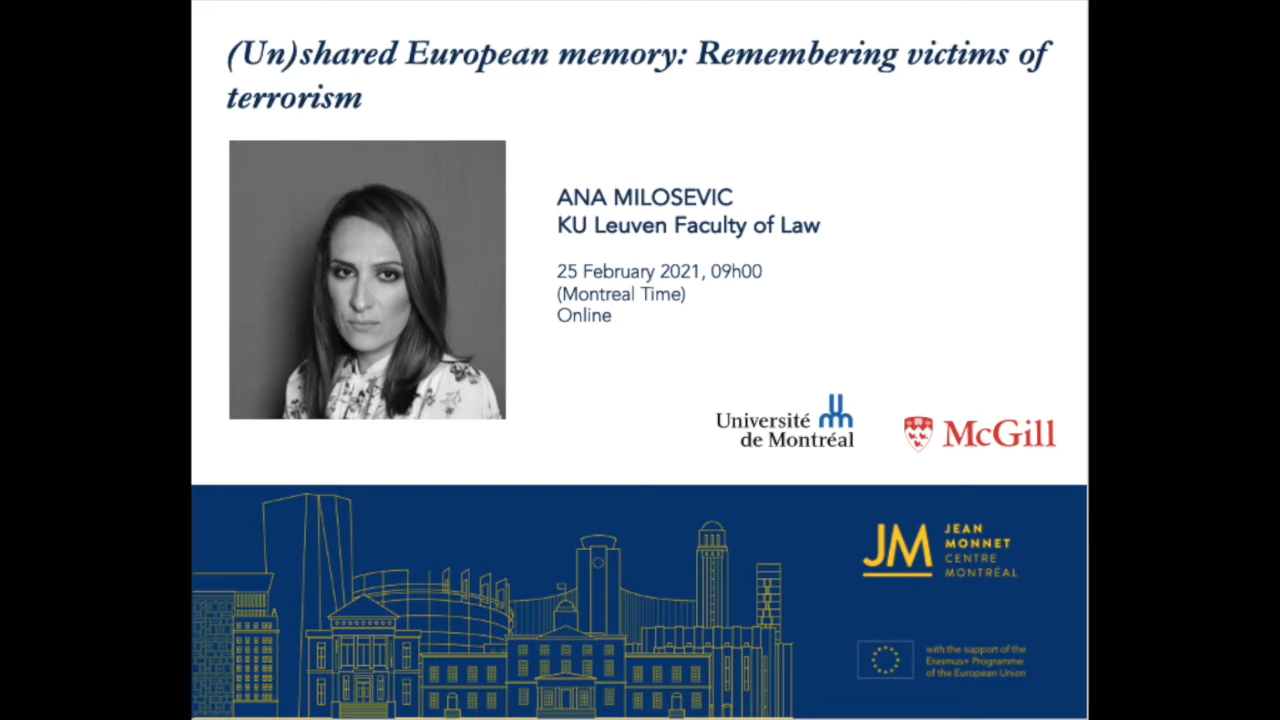 (Un)shared European memory: Remembering victims of
terrorism
ANA MILOSEVIC
KU Leuven Faculty of Law
25 February 2021, 09h00
(Montreal Time)
Online
Université
de Montréal
McGill
JM
JEAN
MONNET
CENTRE
MONTRÉAL
with the support of the
Erasmus+ Programme
of the European Union